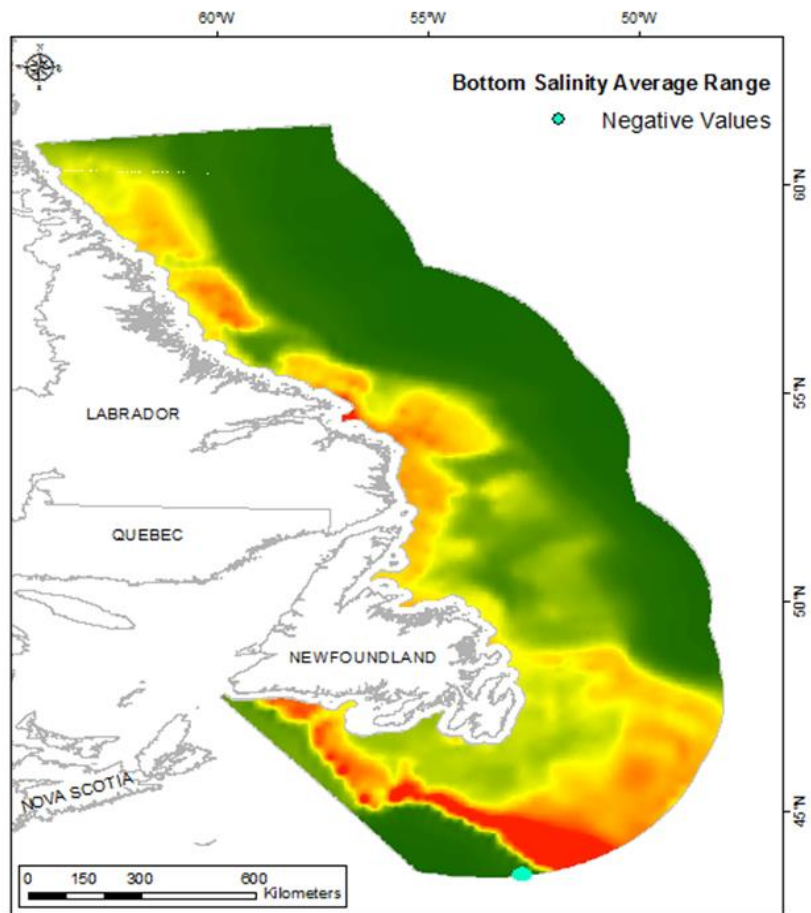 60°W 55°W 50°W
Bottom Salinity Average Range
Negative Values
60°N
55°N
LABRADOR
QUEBEC
50°N
NEWFOUNDLAND
NOVA SCOTIA
45°N
0 150 300 600
Kilometers